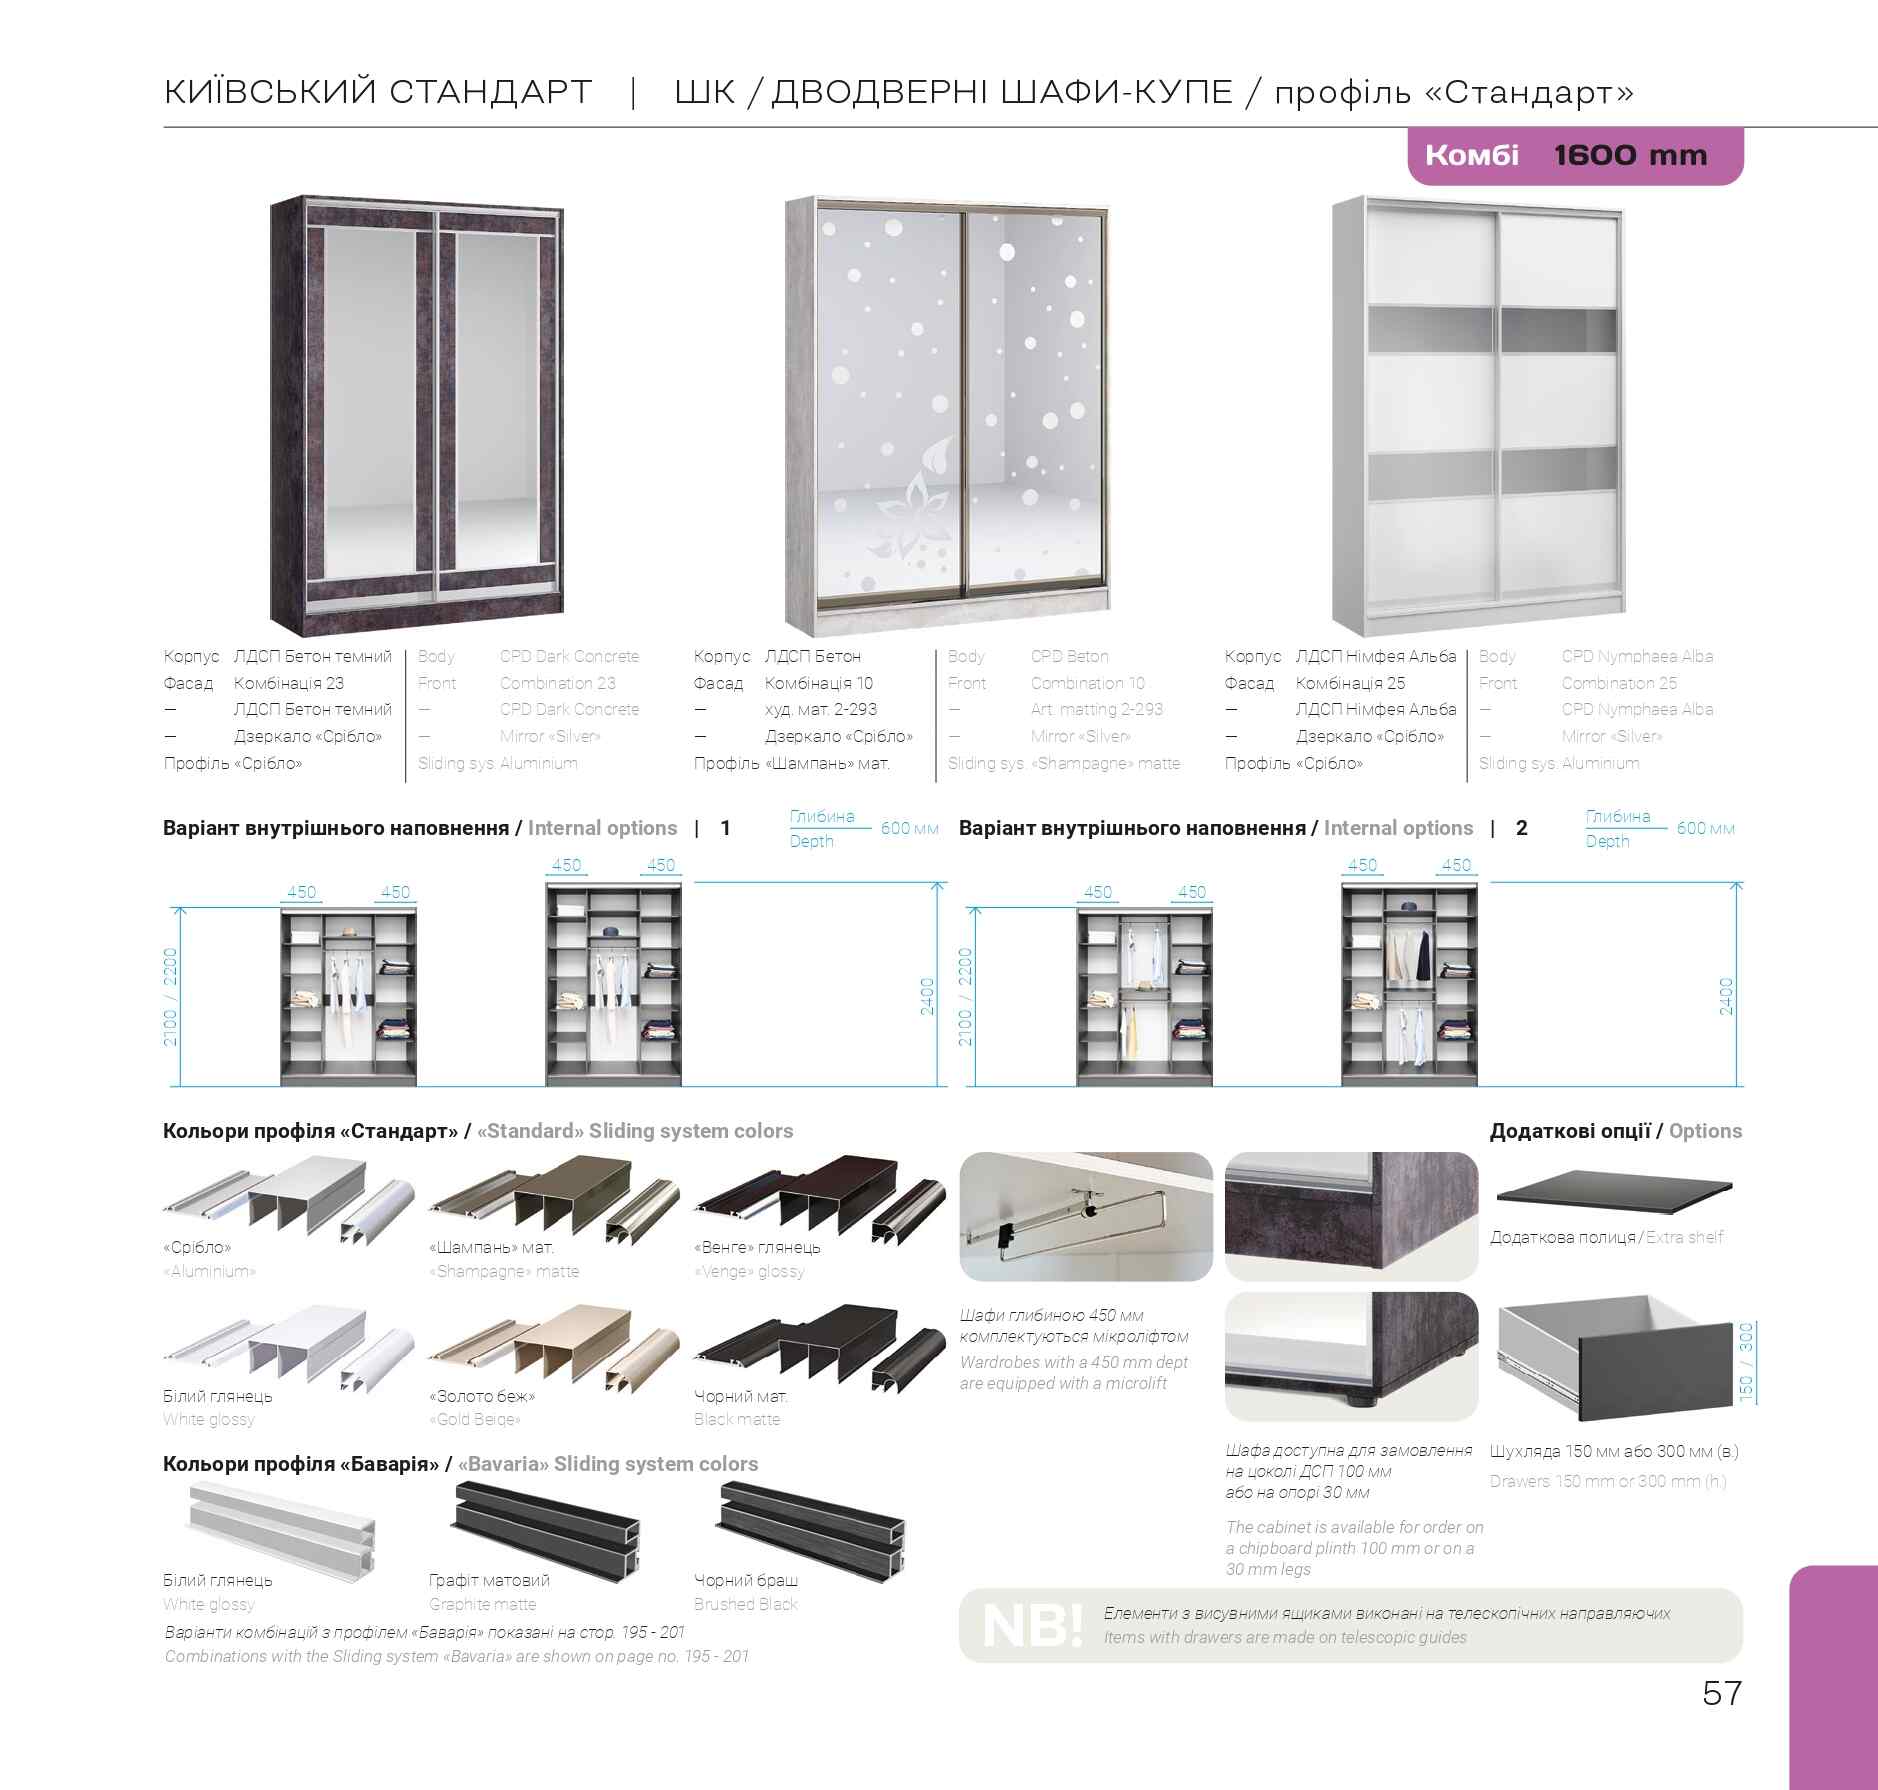 КИЇВСЬКИЙ СТАНДАРТ | ШК / ДВОДВЕРНІ ШАФИ-КУПЕ / профіль «Стандарт»
Комбі 1600 mm
Корпус ЛДСП Бетон темний
Фасад Комбінація 23
— ЛДСП Бетон темний
— Дзеркало «Срібло»
Профіль «Срібло»
Body CPD Dark Concrete
Front Combination 23
— CPD Dark Concrete
— Mirror «Silver»
Sliding sys. Aluminium
Корпус ЛДСП Бетон
Фасад Комбінація 10
— худ. мат. 2-293
— Дзеркало «Срібло»
Профіль «Шампань» мат.
Body CPD Beton
Front Combination 10
— Art. matting 2-293
— Mirror «Silver»
Sliding sys. «Shampagne» matte
Корпус ЛДСП Німфея Альба
Фасад Комбінація 25
— ЛДСП Німфея Альба
— Дзеркало «Срібло»
Профіль «Срібло»
Body CPD Nymphaea Alba
Front Combination 25
— CPD Nymphaea Alba
— Mirror «Silver»
Sliding sys. Aluminium
Варіант внутрішнього наповнення / Internal options | 1
Глибина
Depth
600 мм
450 450
450 450
2100 / 2200
2400
Варіант внутрішнього наповнення / Internal options | 2
Глибина
Depth
600 мм
450 450
450 450
2100 / 2200
2400
Кольори профіля «Стандарт» / «Standard» Sliding system colors
«Срібло»
«Aluminium»
«Шампань» мат.
«Shampagne» matte
«Венге» глянець
«Venge» glossy
Білий глянець
White glossy
«Золото беж»
«Gold Beige»
Чорний мат.
Black matte
Кольори профіля «Баварія» / «Bavaria» Sliding system colors
Білий глянець
White glossy
Графіт матовий
Graphite matte
Чорний браш
Brushed Black
Варіанти комбінацій з профілем «Баварія» показані на стор. 195 - 201
Combinations with the Sliding system «Bavaria» are shown on page no. 195 - 201
Шафи глибиною 450 мм
комплектуються мікроліфтом
Wardrobes with a 450 mm dept
are equipped with a microlift
Шафа доступна для замовлення
на цоколі ДСП 100 мм
або на опорі 30 мм
The cabinet is available for order on
a chipboard plinth 100 mm or on a
30 mm legs
Додаткові опції / Options
Додаткова полиця / Extra shelf
150 / 300
Шухляда 150 мм або 300 мм (в.)
Drawers 150 mm or 300 mm (h.)
NB!
Елементи з висувними ящиками виконані на телескопічних направляючих
Items with drawers are made on telescopic guides
57